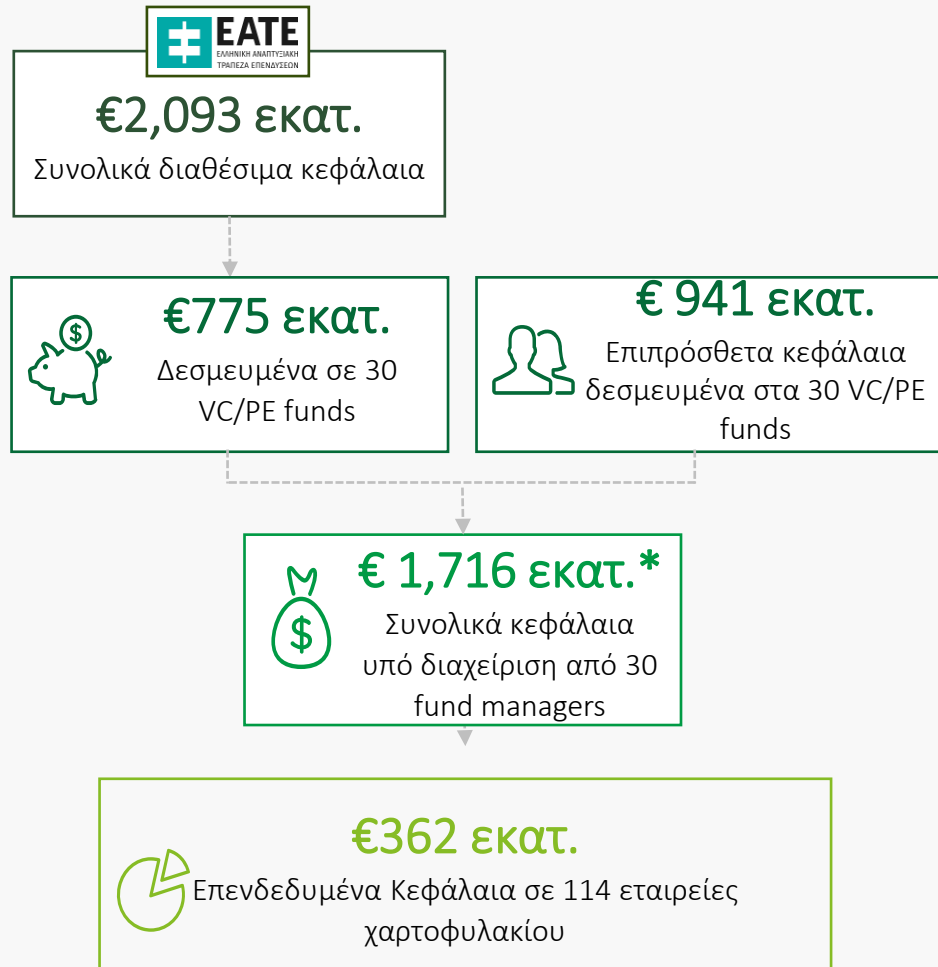 ΕΑΤΕ
ΕΛΛΗΝΙΚΗ ΑΝΑΠΤΥΞΙΑΚΗ
ΤΡΑΠΕΖΑ ΕΠΕΝΔΥΣΕΩΝ
€2,093 εκατ.
Συνολικά διαθέσιμα κεφάλαια
€775 εκατ.
Δεσμευμένα σε 30
VC/PE funds
€ 941 εκατ.
Επιπρόσθετα κεφάλαια
δεσμευμένα στα 30 VC/PE
funds
€ 1,716 εκατ.*
Συνολικά κεφάλαια
υπό διαχείριση από 30
fund managers
€362 εκατ.
Επενδεδυμένα Κεφάλαια σε 114 εταιρείες
χαρτοφυλακίου